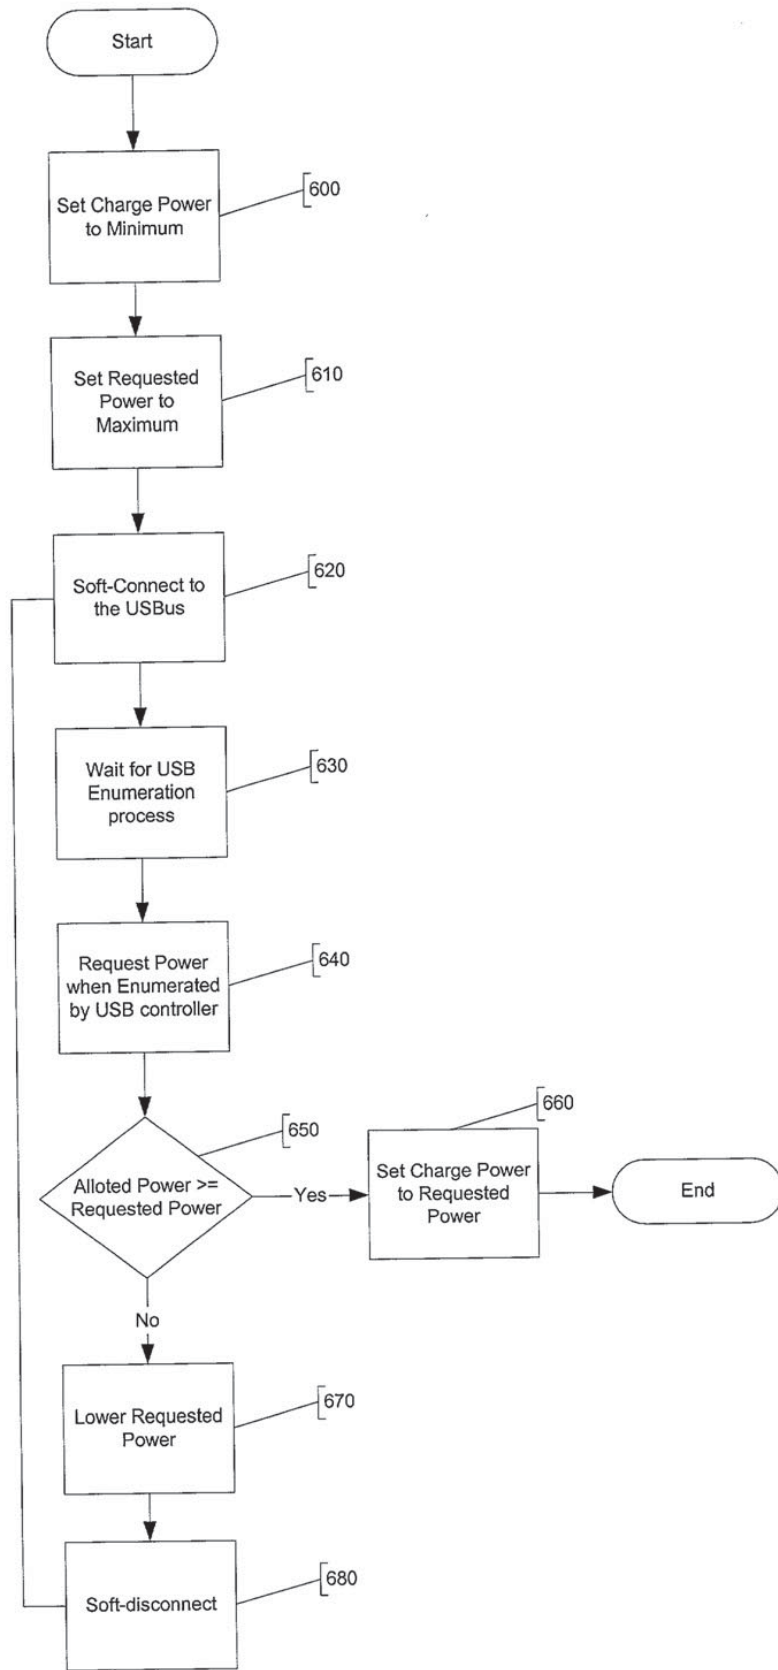 Start
Set Charge Power
to Minimum
600
Set Requested
Power to
Maximum
610
Soft-Connect to
the USBus
620
Wait for USB
Enumeration
process
630
Request Power
when Enumerated
by USB controller
640
Alloted Power >=
Requested Power
650
Yes
Set Charge Power
to Requested
Power
660
End
No
Lower Requested
Power
670
Soft-disconnect
680